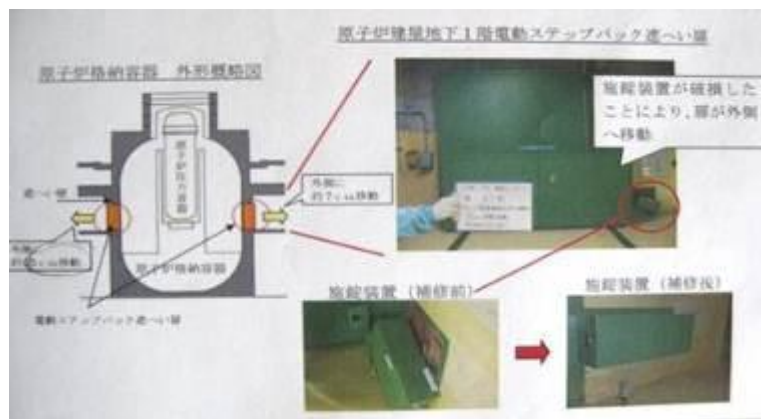 原子炉建屋地下1階電動ステップバック遮へい扉
原子炉格納容器　外形概略図
施錠装置が破損した
ことにより、扉が外側
へ移動
原子炉圧力容器
遮へい壁
外側に
約7cm移動
外側に
移動
原子炉格納容器
電動ステップバック遮へい扉
施錠装置（補修前）
施錠装置（補修後）